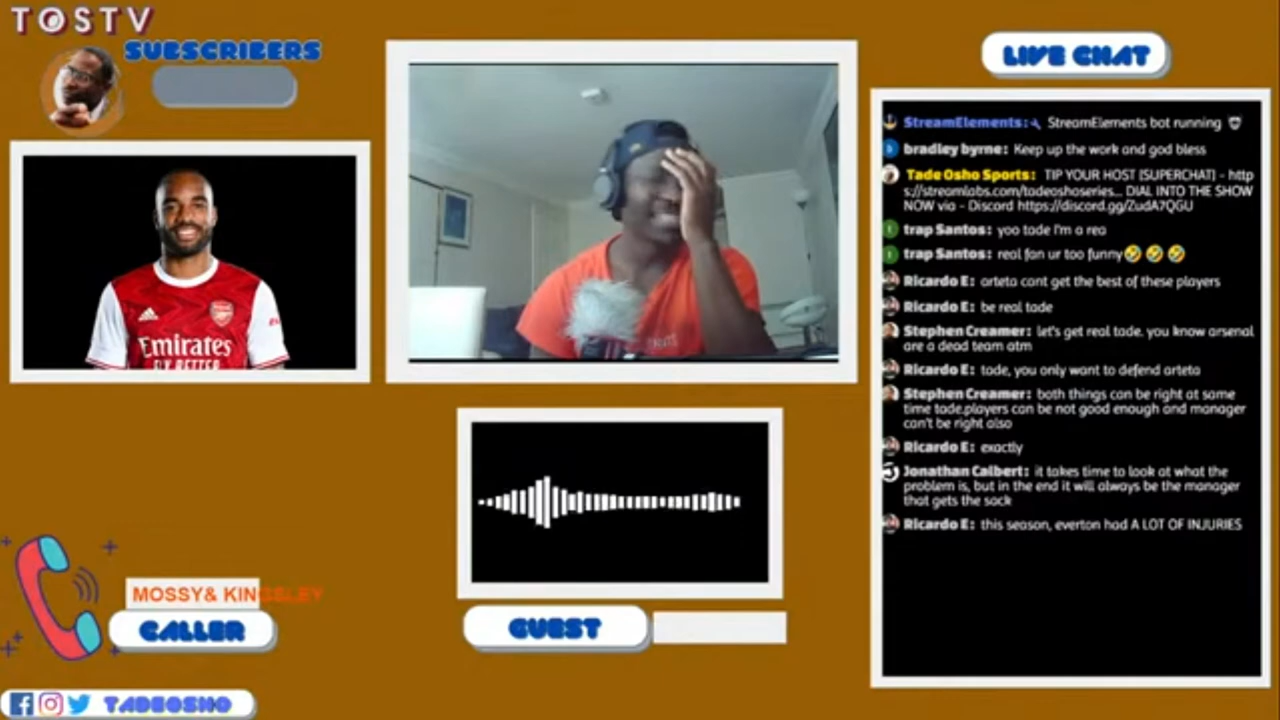 TOSTV
SUBSCRIBERS
Emirates
FLY BETTER
MOSSY& KINGSLEY
CALLER
TADEOSHO
GUEST
LIVE CHAT
StreamElements: StreamElements bot running
bradley byrne: Keep up the work and god bless
Tade Osho Sports: TIP YOUR HOST [SUPERCHAT] - http
s://streamlabs.com/tadeoshoseries... DIAL INTO THE SHOW
NOW via - Discord https://discord.gg/ZudA7QGU
trap Santos: yoo tade I'm a rea
trap Santos: real fan ur too funny🤣 🤣 🤣
Ricardo E: arteta cant get the best of these players
Ricardo E: be real tade
Stephen Creamer: let's get real tade. you know arsenal
are a dead team atm
Ricardo E: tade, you only want to defend arteta
Stephen Creamer: both things can be right at same
time tade.players can be not good enough and manager
can't be right also
Ricardo E: exactly
Jonathan Calbert: it takes time to look at what the
problem is, but in the end it will always be the manager
that gets the sack
Ricardo E: this season, everton had A LOT OF INJURIES